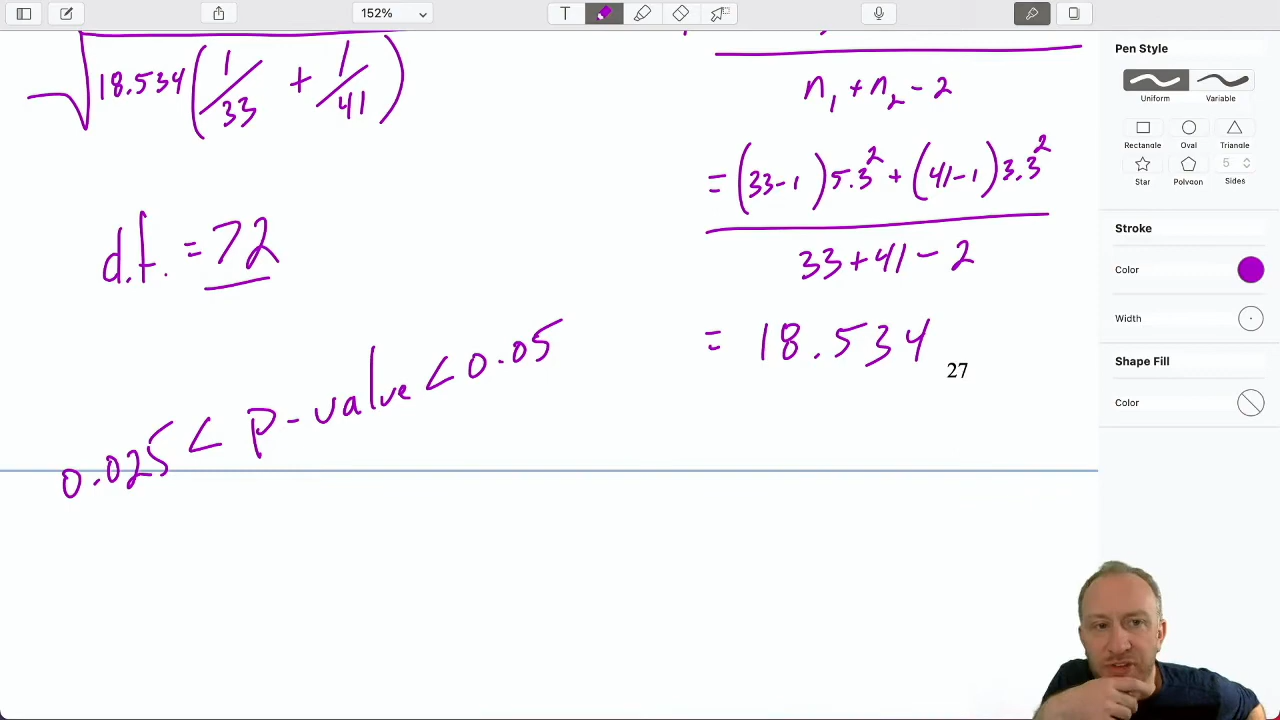 152%
T
Pen Style
Uniform Variable
Rectangle Oval Triangle
5
Star Polygon Sides
Stroke
Color
Width
Shape Fill
Color
√18.534(1/33 + 1/41)
d.f. = 72
0.025 < p-value < 0.05
n₁ + n₂ - 2
= (33-1)5.3² + (41-1)3.3²
33 + 41 - 2
= 18.534
27